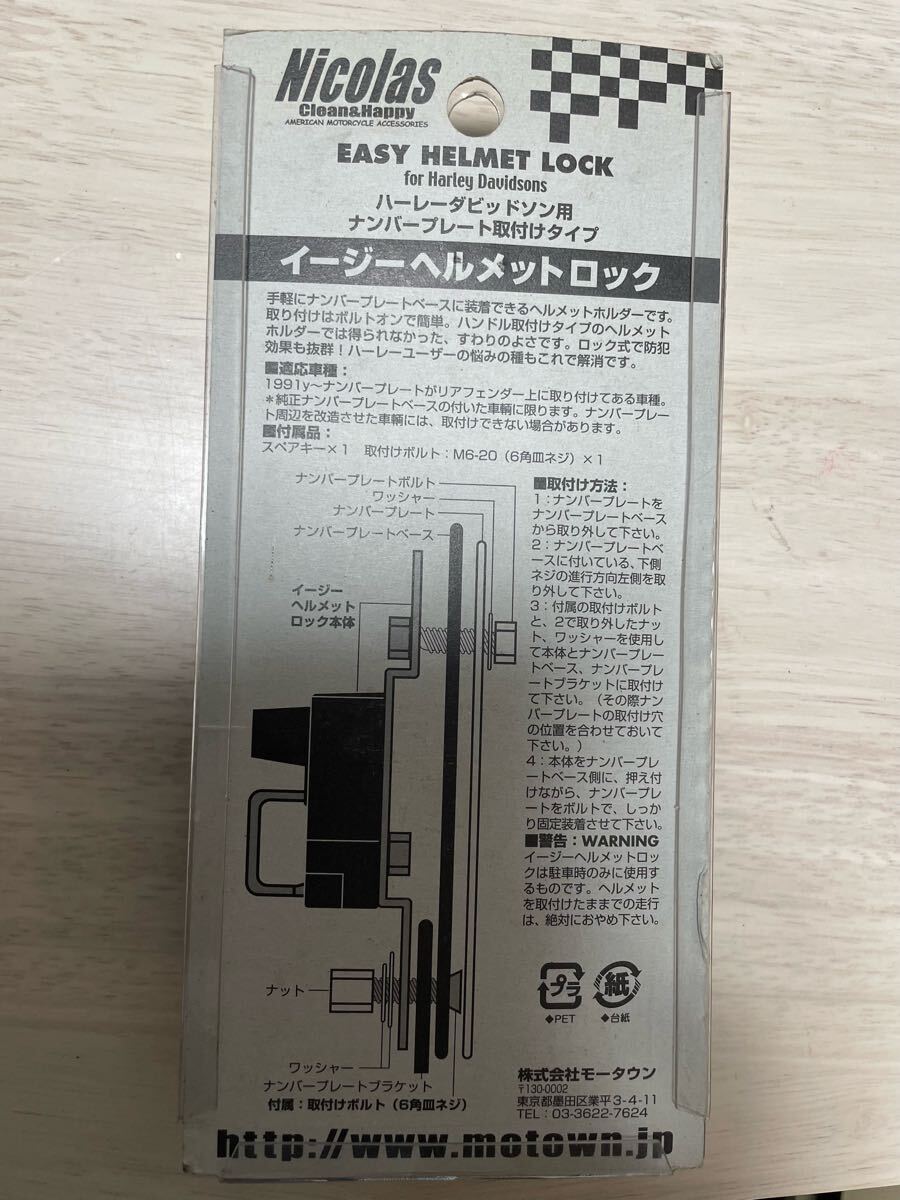 Nicolas
Clean&Happy
AMERICAN MOTORCYCLE ACCESSORIES
EASY HELMET LOCK
for Harley Davidsons
ハーレーダビッドソン用
ナンバープレート取付けタイプ
イージーヘルメットロック
手軽にナンバープレートベースに装着できるヘルメットホルダーです。
取り付けはボルトオンで簡単。ハンドル取付けタイプのヘルメット
ホルダーでは得られなかった、すわりのよさです。ロック式で防犯
効果も抜群！ハーレーユーザーの悩みの種もこれで解消です。
■適応車種：
1991y〜ナンバープレートがリアフェンダー上に取り付けてある車種。
＊純正ナンバープレートベースの付いた車輌に限ります。ナンバープレー
ト周辺を改造させた車輌には、取付けできない場合があります。
■付属品：
スペアキー×1　取付けボルト：M6-20（6角皿ネジ）×1
ナンバープレートボルト
ワッシャー
ナンバープレート
ナンバープレートベース
イージー
ヘルメット
ロック本体
ナット
ワッシャー
ナンバープレートブラケット
付属：取付けボルト（6角皿ネジ）
■取付け方法：
1：ナンバープレートを
ナンバープレートベース
から取り外して下さい。
2：ナンバープレートベ
ースに付いている、下側
ネジの進行方向左側を取
り外して下さい。
3：付属の取付けボルト
と、2で取り外したナッ
ト、ワッシャーを使用し
て本体とナンバープレー
トベース、ナンバープレ
ートブラケットに取付け
て下さい。（その際ナン
バープレートの取付け穴
の位置を合わせておいて
下さい。）
4：本体をナンバープレ
ートベース側に、押え付
けながら、ナンバープレ
ートをボルトで、しっか
り固定装着させて下さい。
■警告：WARNING
イージーヘルメットロッ
クは駐車時のみに使用す
るものです。ヘルメット
を取付けたままでの走行
は、絶対におやめ下さい。
プラ
◆PET
紙
◆台紙
株式会社モータウン
〒130-0002
東京都墨田区業平3-4-11
TEL：03-3622-7624
http://www.motown.jp